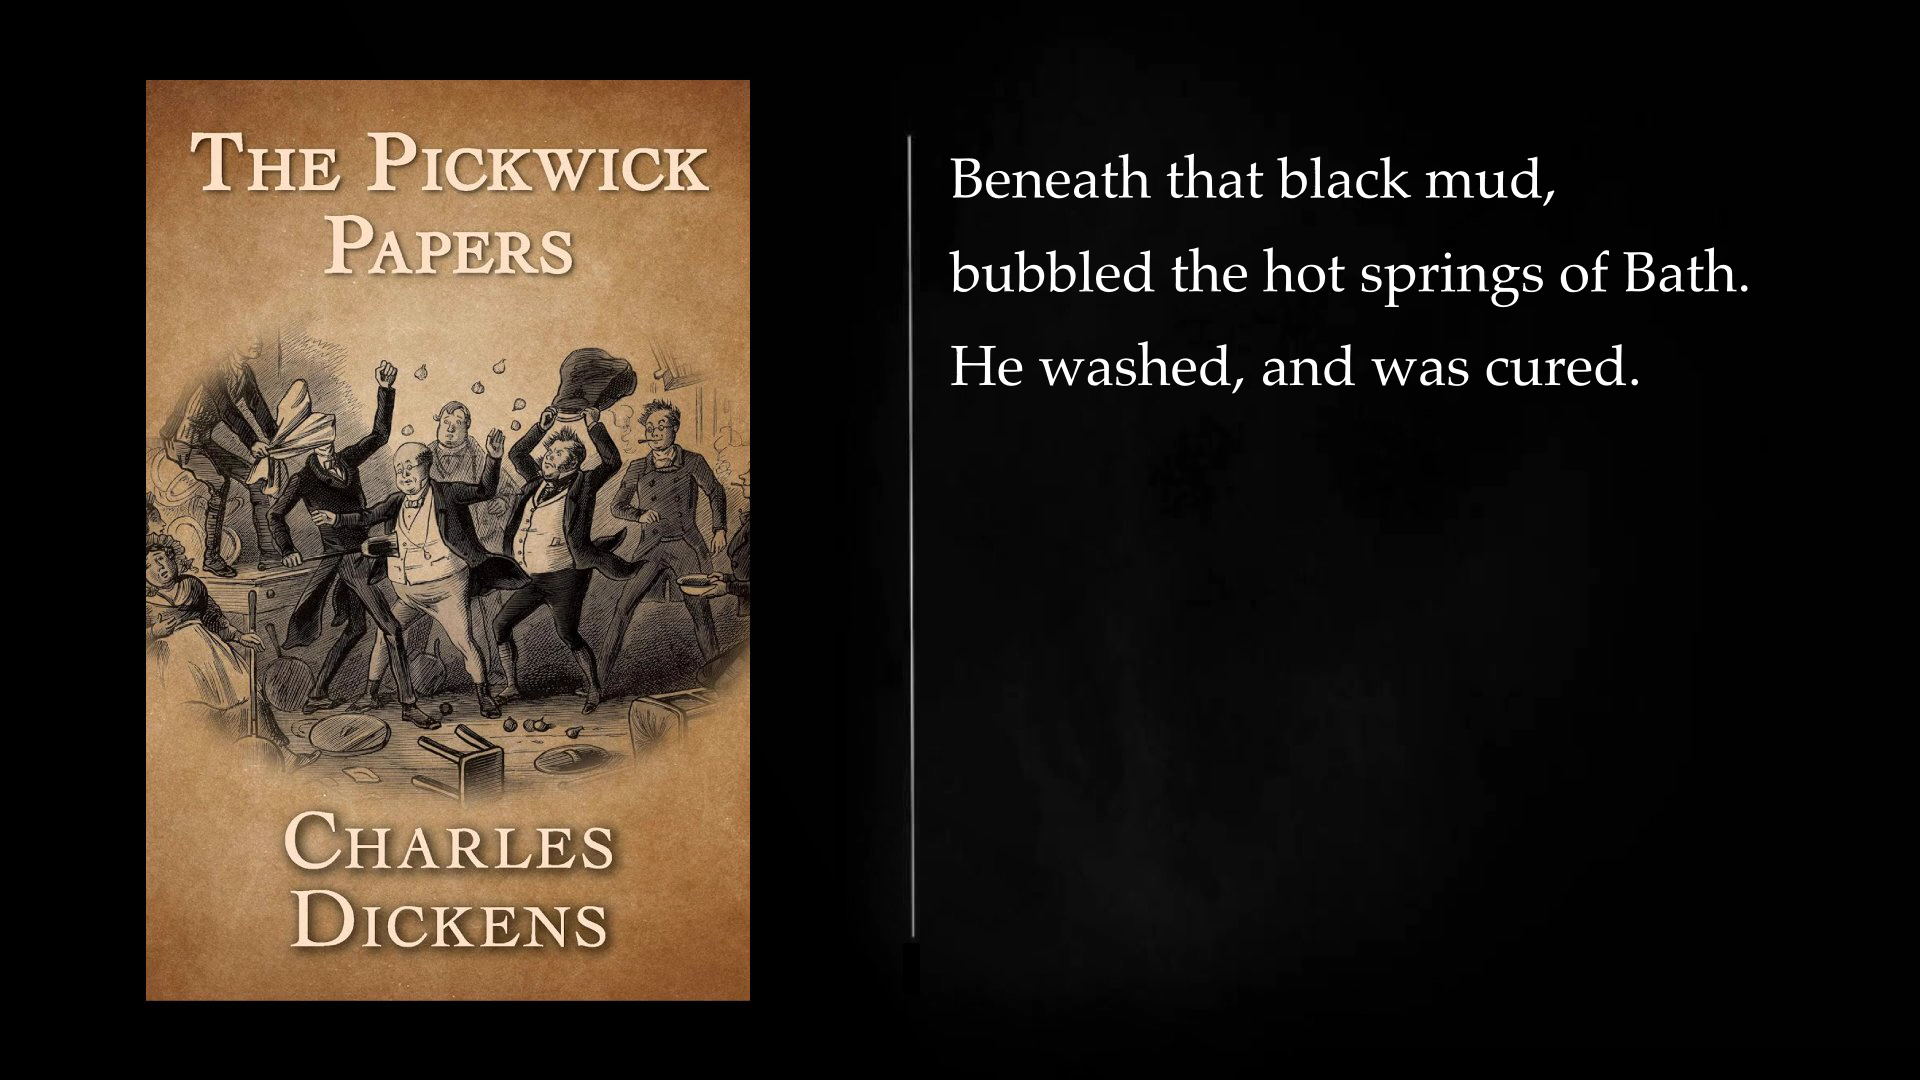 The Pickwick
Papers
Charles
Dickens
Beneath that black mud,
bubbled the hot springs of Bath.
He washed, and was cured.